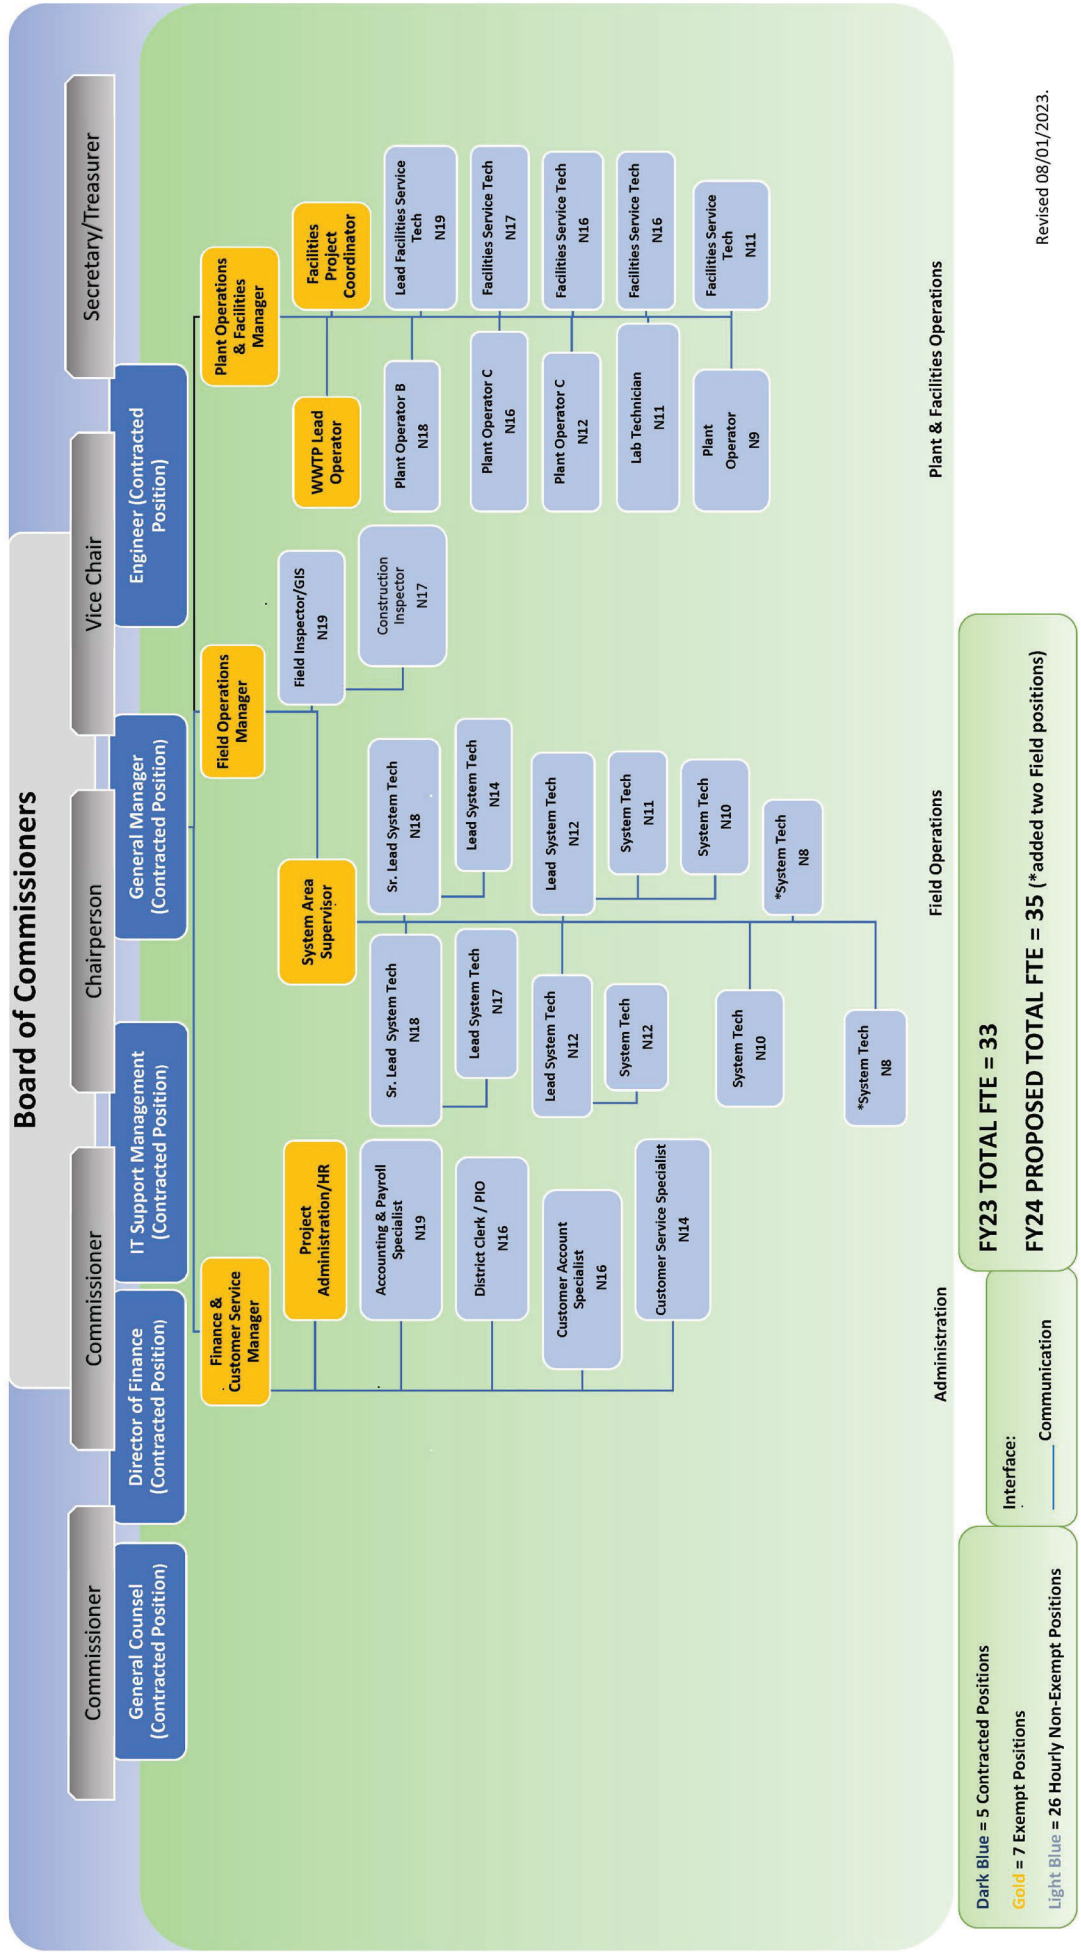 Board of Commissioners
Commissioner
Commissioner
Chairperson
Vice Chair
Secretary/Treasurer
General Counsel
(Contracted Position)
Director of Finance
(Contracted Position)
IT Support Management
(Contracted Position)
General Manager
(Contracted Position)
Engineer (Contracted
Position)
Finance &
Customer Service
Manager
Project
Administration/HR
Accounting & Payroll
Specialist
N19
District Clerk / PIO
N16
Customer Account
Specialist
N16
Customer Service Specialist
N14
Administration
Field Operations
Manager
System Area
Supervisor
Field Inspector/GIS
N19
Construction
Inspector
N17
Sr. Lead System Tech
N18
Lead System Tech
N17
Lead System Tech
N12
System Tech
N12
System Tech
N10
*System Tech
N8
Sr. Lead System Tech
N18
Lead System Tech
N14
Lead System Tech
N12
System Tech
N11
System Tech
N10
*System Tech
N8
Field Operations
Plant Operations
& Facilities
Manager
WWTP Lead
Operator
Plant Operator B
N18
Plant Operator C
N16
Plant Operator C
N12
Lab Technician
N11
Plant
Operator
N9
Facilities
Project
Coordinator
Lead Facilities Service
Tech
N19
Facilities Service Tech
N17
Facilities Service Tech
N16
Facilities Service Tech
N16
Facilities Service
Tech
N11
Plant & Facilities Operations
Dark Blue = 5 Contracted Positions
Gold = 7 Exempt Positions
Light Blue = 26 Hourly Non-Exempt Positions
Interface:
Communication
FY23 TOTAL FTE = 33
FY24 PROPOSED TOTAL FTE = 35 (*added two Field positions)
Revised 08/01/2023.